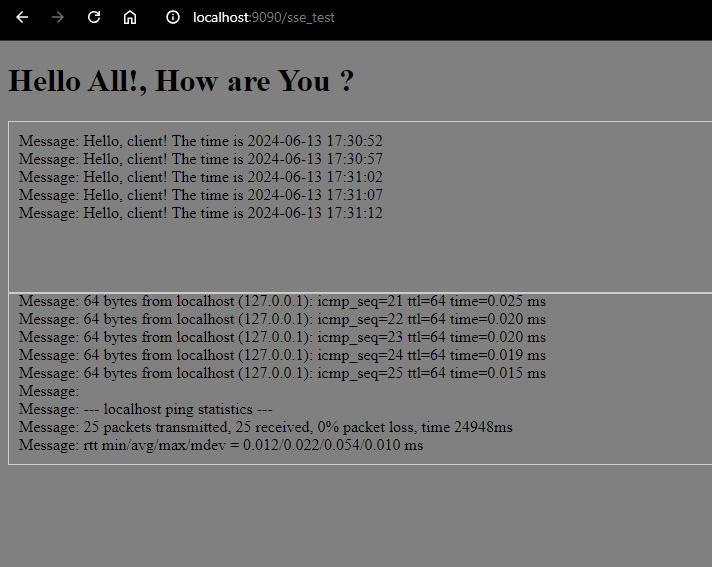 localhost:9090/sse_test
Hello All!, How are You ?
Message: Hello, client! The time is 2024-06-13 17:30:52
Message: Hello, client! The time is 2024-06-13 17:30:57
Message: Hello, client! The time is 2024-06-13 17:31:02
Message: Hello, client! The time is 2024-06-13 17:31:07
Message: Hello, client! The time is 2024-06-13 17:31:12
Message: 64 bytes from localhost (127.0.0.1): icmp_seq=21 ttl=64 time=0.025 ms
Message: 64 bytes from localhost (127.0.0.1): icmp_seq=22 ttl=64 time=0.020 ms
Message: 64 bytes from localhost (127.0.0.1): icmp_seq=23 ttl=64 time=0.020 ms
Message: 64 bytes from localhost (127.0.0.1): icmp_seq=24 ttl=64 time=0.019 ms
Message: 64 bytes from localhost (127.0.0.1): icmp_seq=25 ttl=64 time=0.015 ms
Message:
Message: --- localhost ping statistics ---
Message: 25 packets transmitted, 25 received, 0% packet loss, time 24948ms
Message: rtt min/avg/max/mdev = 0.012/0.022/0.054/0.010 ms